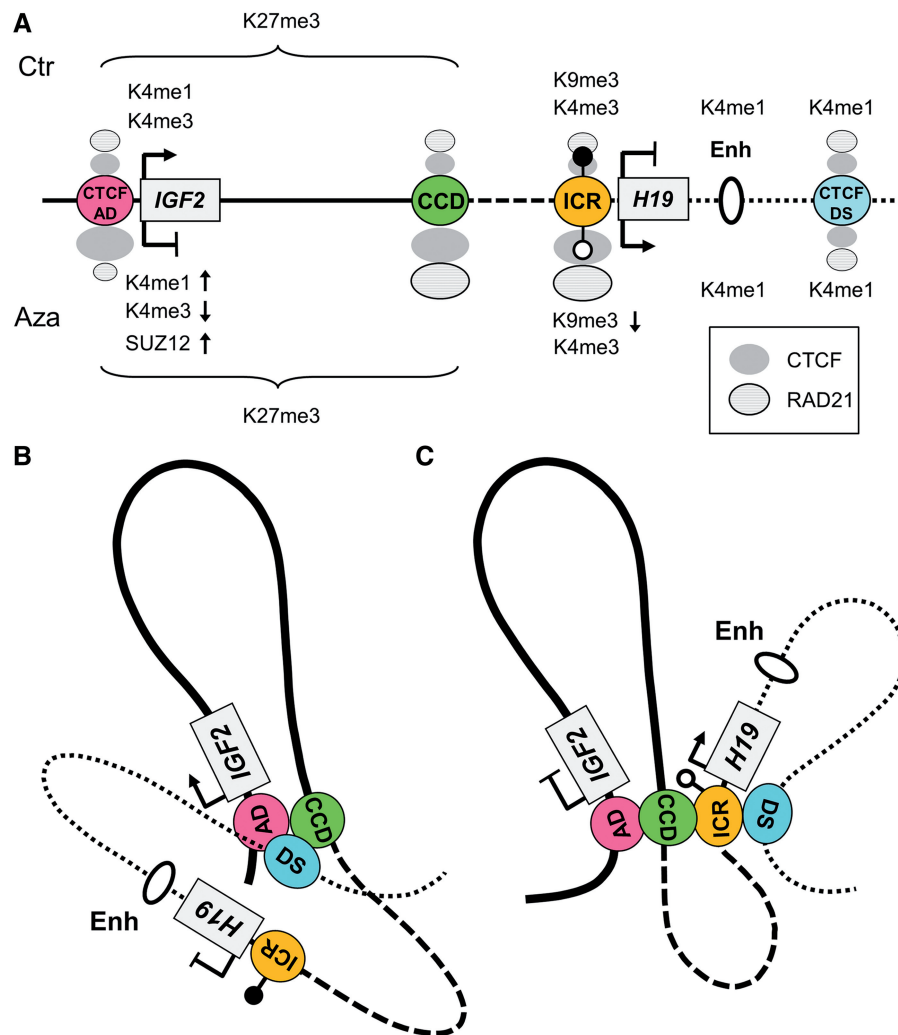 A
K27me3
Ctr
K4me1
K4me3
K9me3
K4me3
K4me1
K4me1
Enh
CTCF
AD
IGF2
CCD
ICR
H19
CTCF
DS
K4me1
K4me3
SUZ12
K4me1
K4me1
Aza
K9me3
K4me3
K27me3
CTCF
RAD21
B
C
IGF2
AD
CCD
DS
Enh
H19
ICR
Enh
IGF2
H19
AD
CCD
ICR
DS